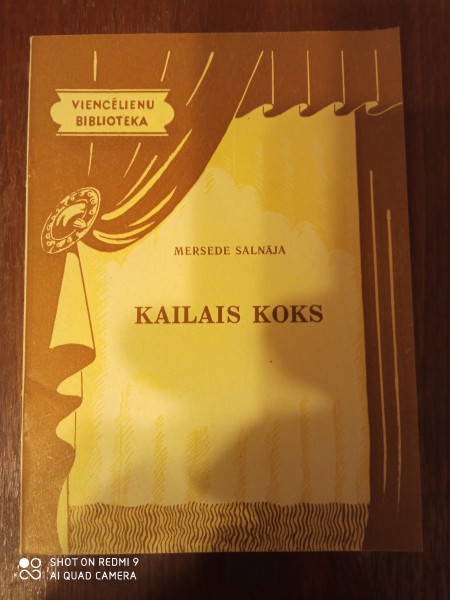 VIENCĒLIENU
BIBLIOTEKA
MERSEDE SALNĀJA
KAILAIS KOKS
SHOT ON REDMI 9
AI QUAD CAMERA